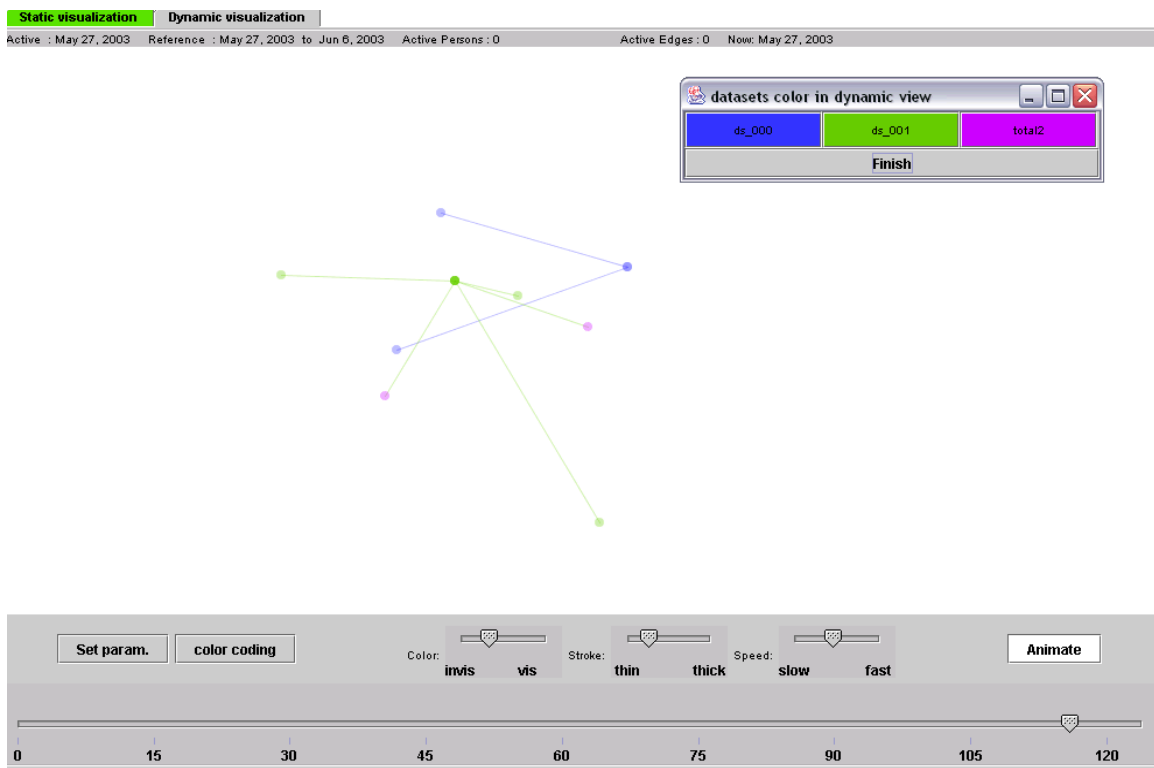 Static visualization Dynamic visualization
Active : May 27, 2003 Reference : May 27, 2003 to Jun 6, 2003 Active Persons : 0 Active Edges : 0 Now: May 27, 2003
datasets color in dynamic view
ds_000 ds_001 total2
Finish
Set param. color coding Color: invis vis Stroke: thin thick Speed: slow fast Animate
0 15 30 45 60 75 90 105 120